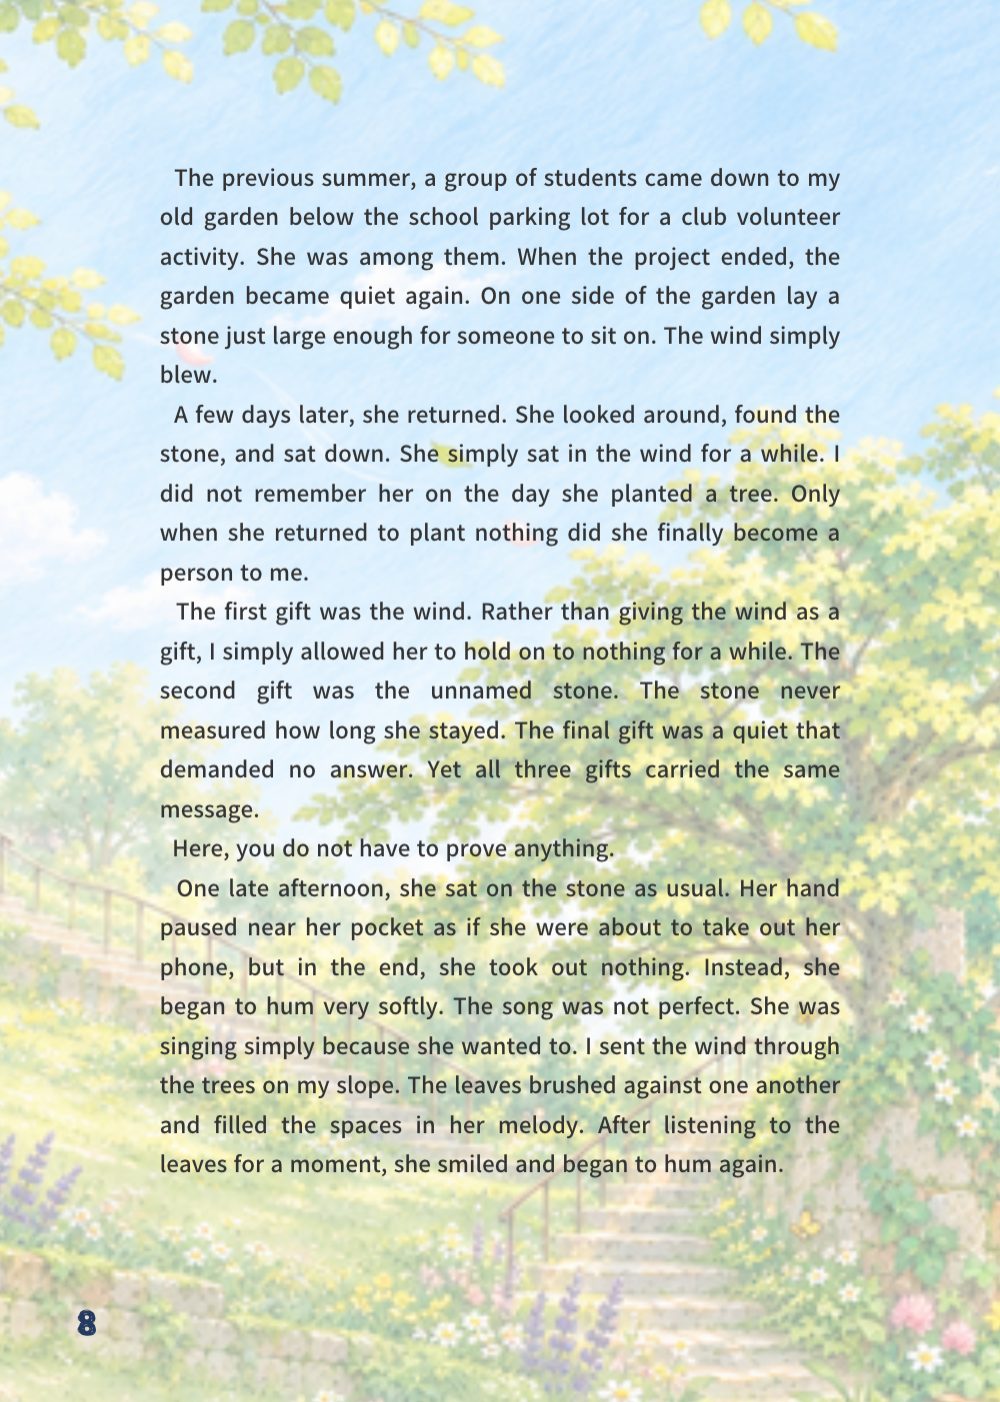 The previous summer, a group of students came down to my
old garden below the school parking lot for a club volunteer
activity. She was among them. When the project ended, the
garden became quiet again. On one side of the garden lay a
stone just large enough for someone to sit on. The wind simply
blew.
A few days later, she returned. She looked around, found the
stone, and sat down. She simply sat in the wind for a while. I
did not remember her on the day she planted a tree. Only
when she returned to plant nothing did she finally become a
person to me.
The first gift was the wind. Rather than giving the wind as a
gift, I simply allowed her to hold on to nothing for a while. The
second gift was the unnamed stone. The stone never
measured how long she stayed. The final gift was a quiet that
demanded no answer. Yet all three gifts carried the same
message.
Here, you do not have to prove anything.
One late afternoon, she sat on the stone as usual. Her hand
paused near her pocket as if she were about to take out her
phone, but in the end, she took out nothing. Instead, she
began to hum very softly. The song was not perfect. She was
singing simply because she wanted to. I sent the wind through
the trees on my slope. The leaves brushed against one another
and filled the spaces in her melody. After listening to the
leaves for a moment, she smiled and began to hum again.
8